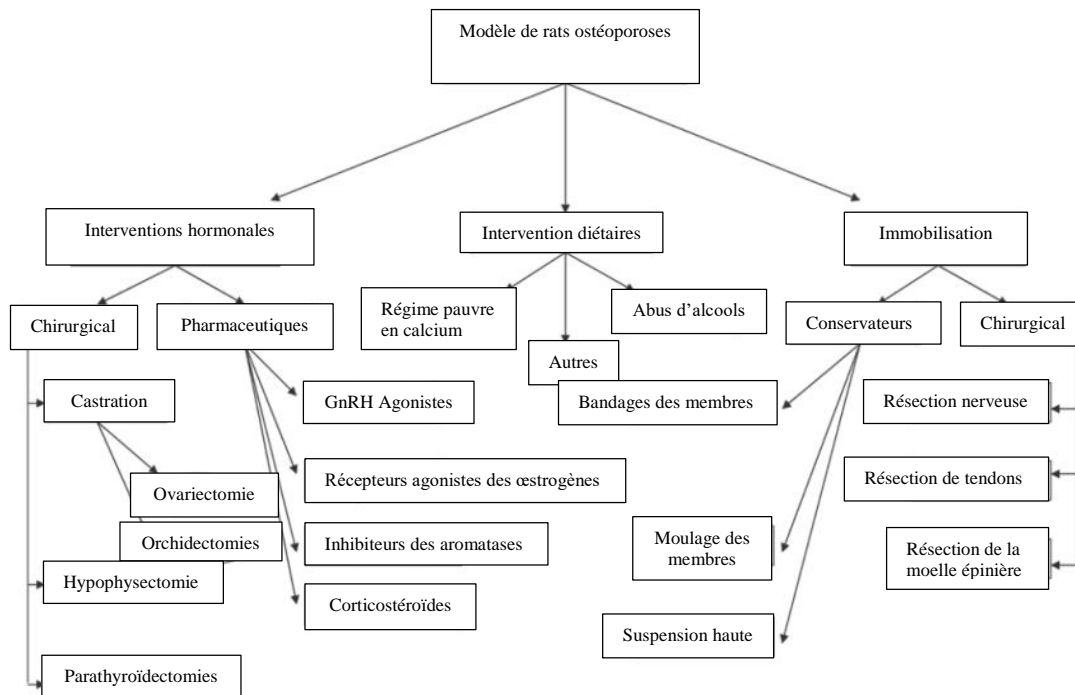 Modèle de rats ostéoporoses
Interventions hormonales
Intervention diétaires
Immobilisation
Chirurgical
Pharmaceutiques
Régime pauvre
en calcium
Abus d’alcools
Autres
Conservateurs
Chirurgical
Castration
GnRH Agonistes
Bandages des membres
Résection nerveuse
Ovariectomie
Récepteurs agonistes des œstrogènes
Résection de tendons
Orchidectomies
Inhibiteurs des aromatases
Moulage des
membres
Résection de la
moelle épinière
Hypophysectomie
Corticostéroïdes
Suspension haute
Parathyroïdectomies